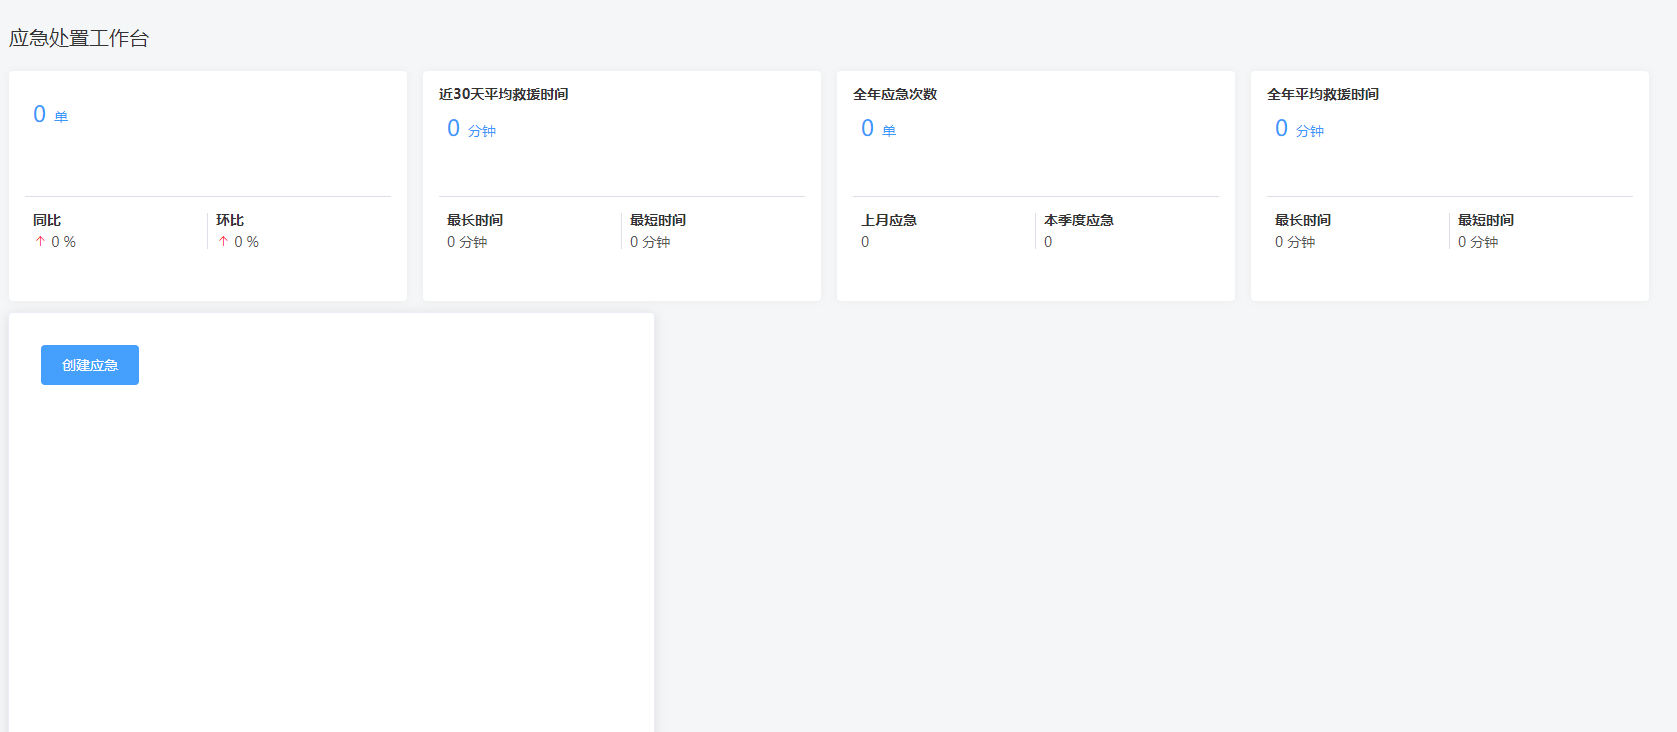 应急处置工作台
0 单
同比
↑ 0 %
环比
↑ 0 %
近30天平均救援时间
0 分钟
最长时间
0 分钟
最短时间
0 分钟
全年应急次数
0 单
上月应急
0
本季度应急
0
全年平均救援时间
0 分钟
最长时间
0 分钟
最短时间
0 分钟
创建应急